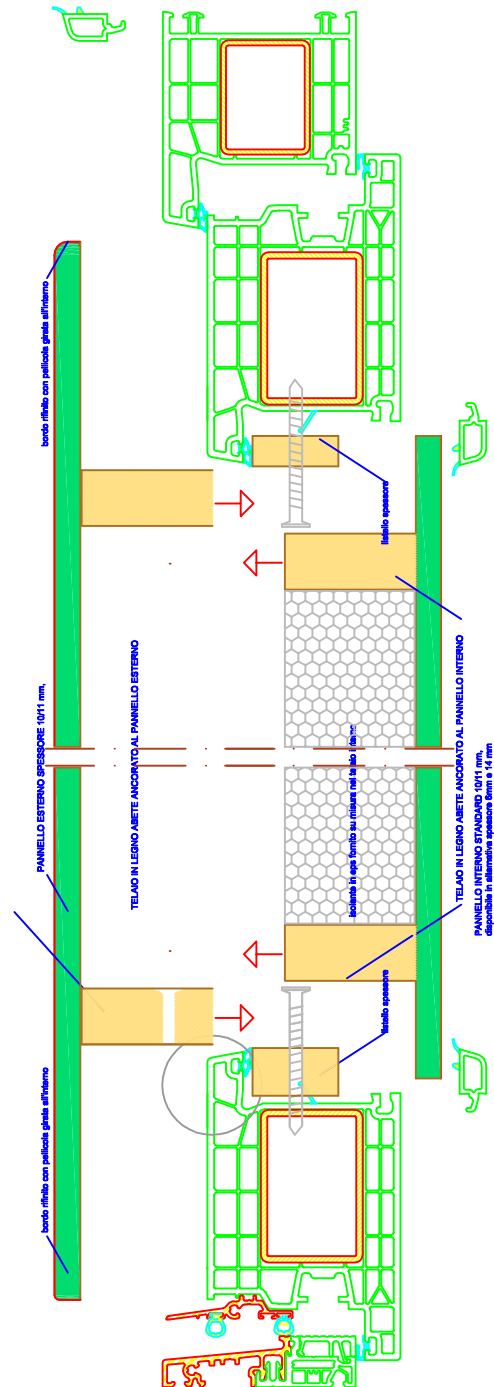 bordo rifinito con pellicola girata all'interno
PANNELLO ESTERNO SPESSORE 10/11 mm,
bordo rifinito con pellicola girata all'interno
TELAIO IN LEGNO ABETE ANCORATO AL PANNELLO ESTERNO
isolante in eps fornito su misura nel telaio interno
listello spessore
listello spessore
TELAIO IN LEGNO ABETE ANCORATO AL PANNELLO INTERNO
PANNELLO INTERNO STANDARD 10/11 mm,
disponibile in alternativa spessore 6mm e 14 mm